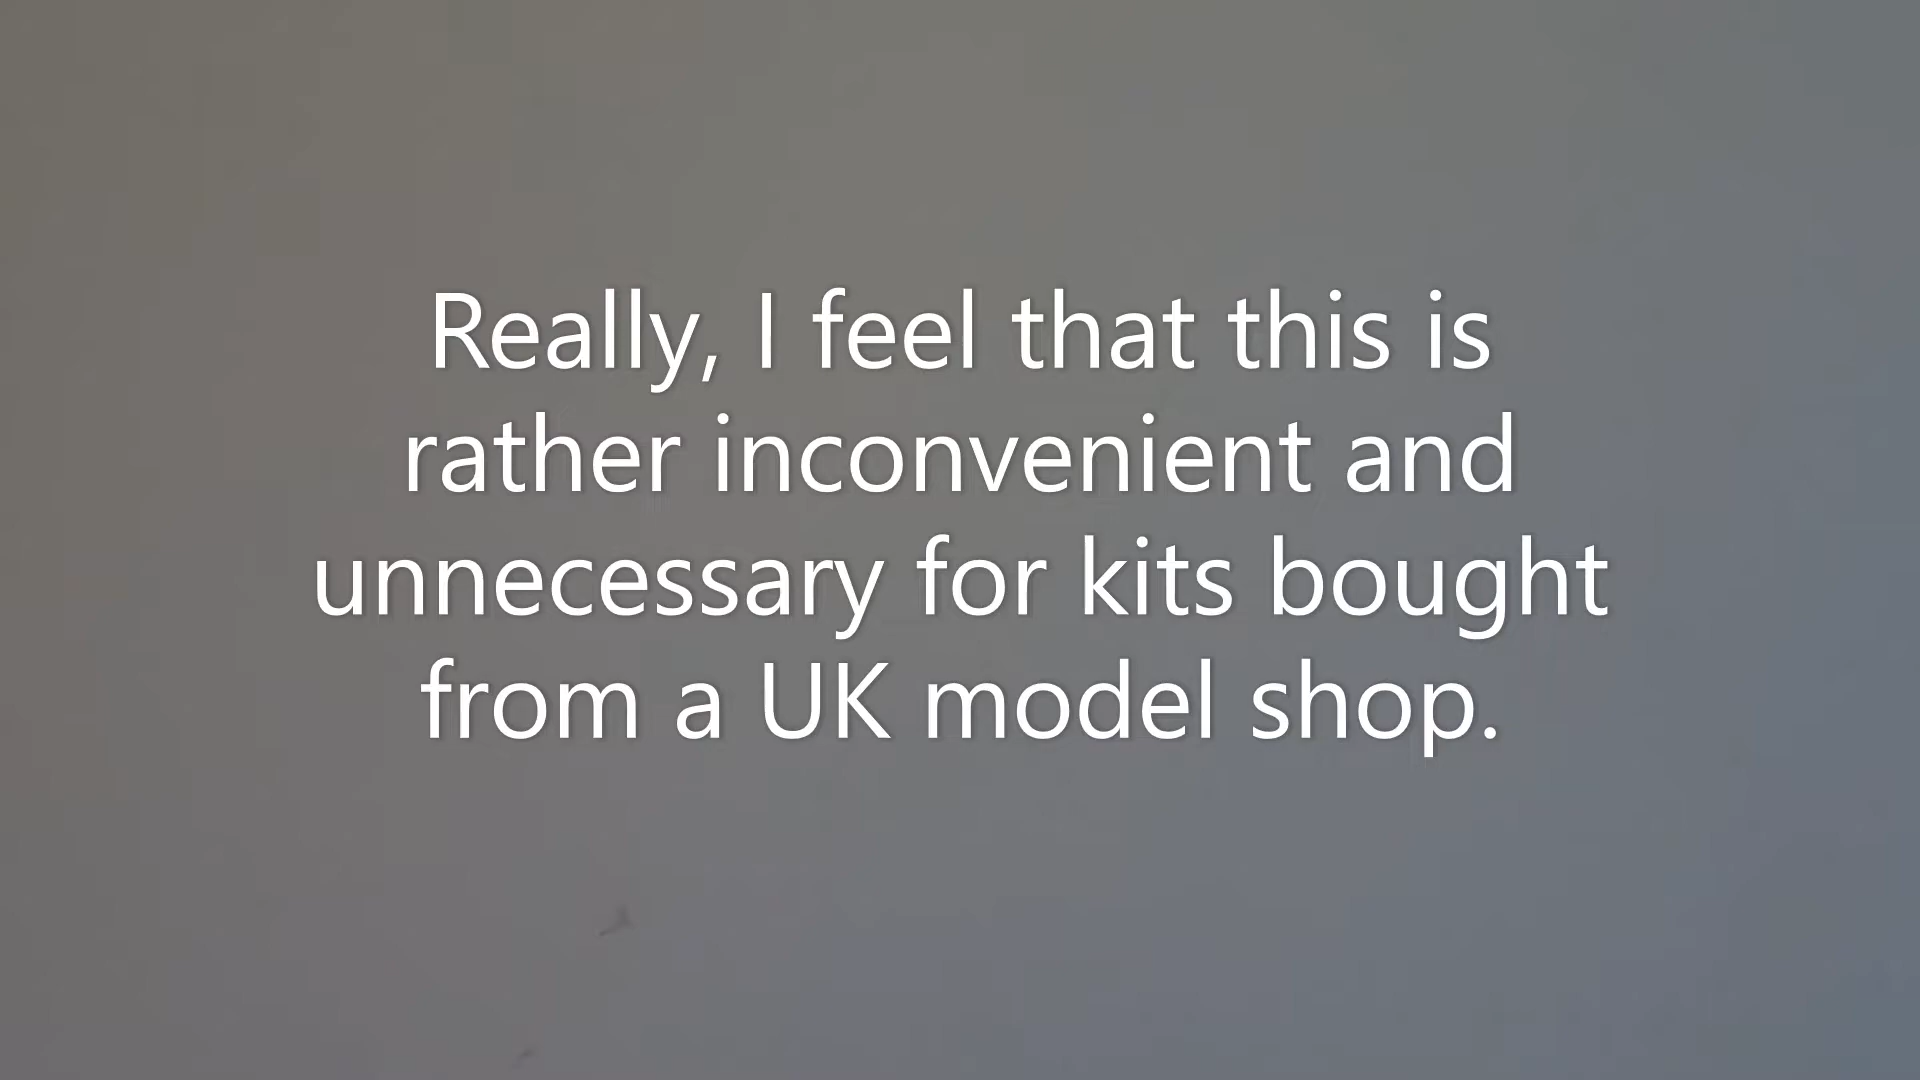 Really, I feel that this is
rather inconvenient and
unnecessary for kits bought
from a UK model shop.